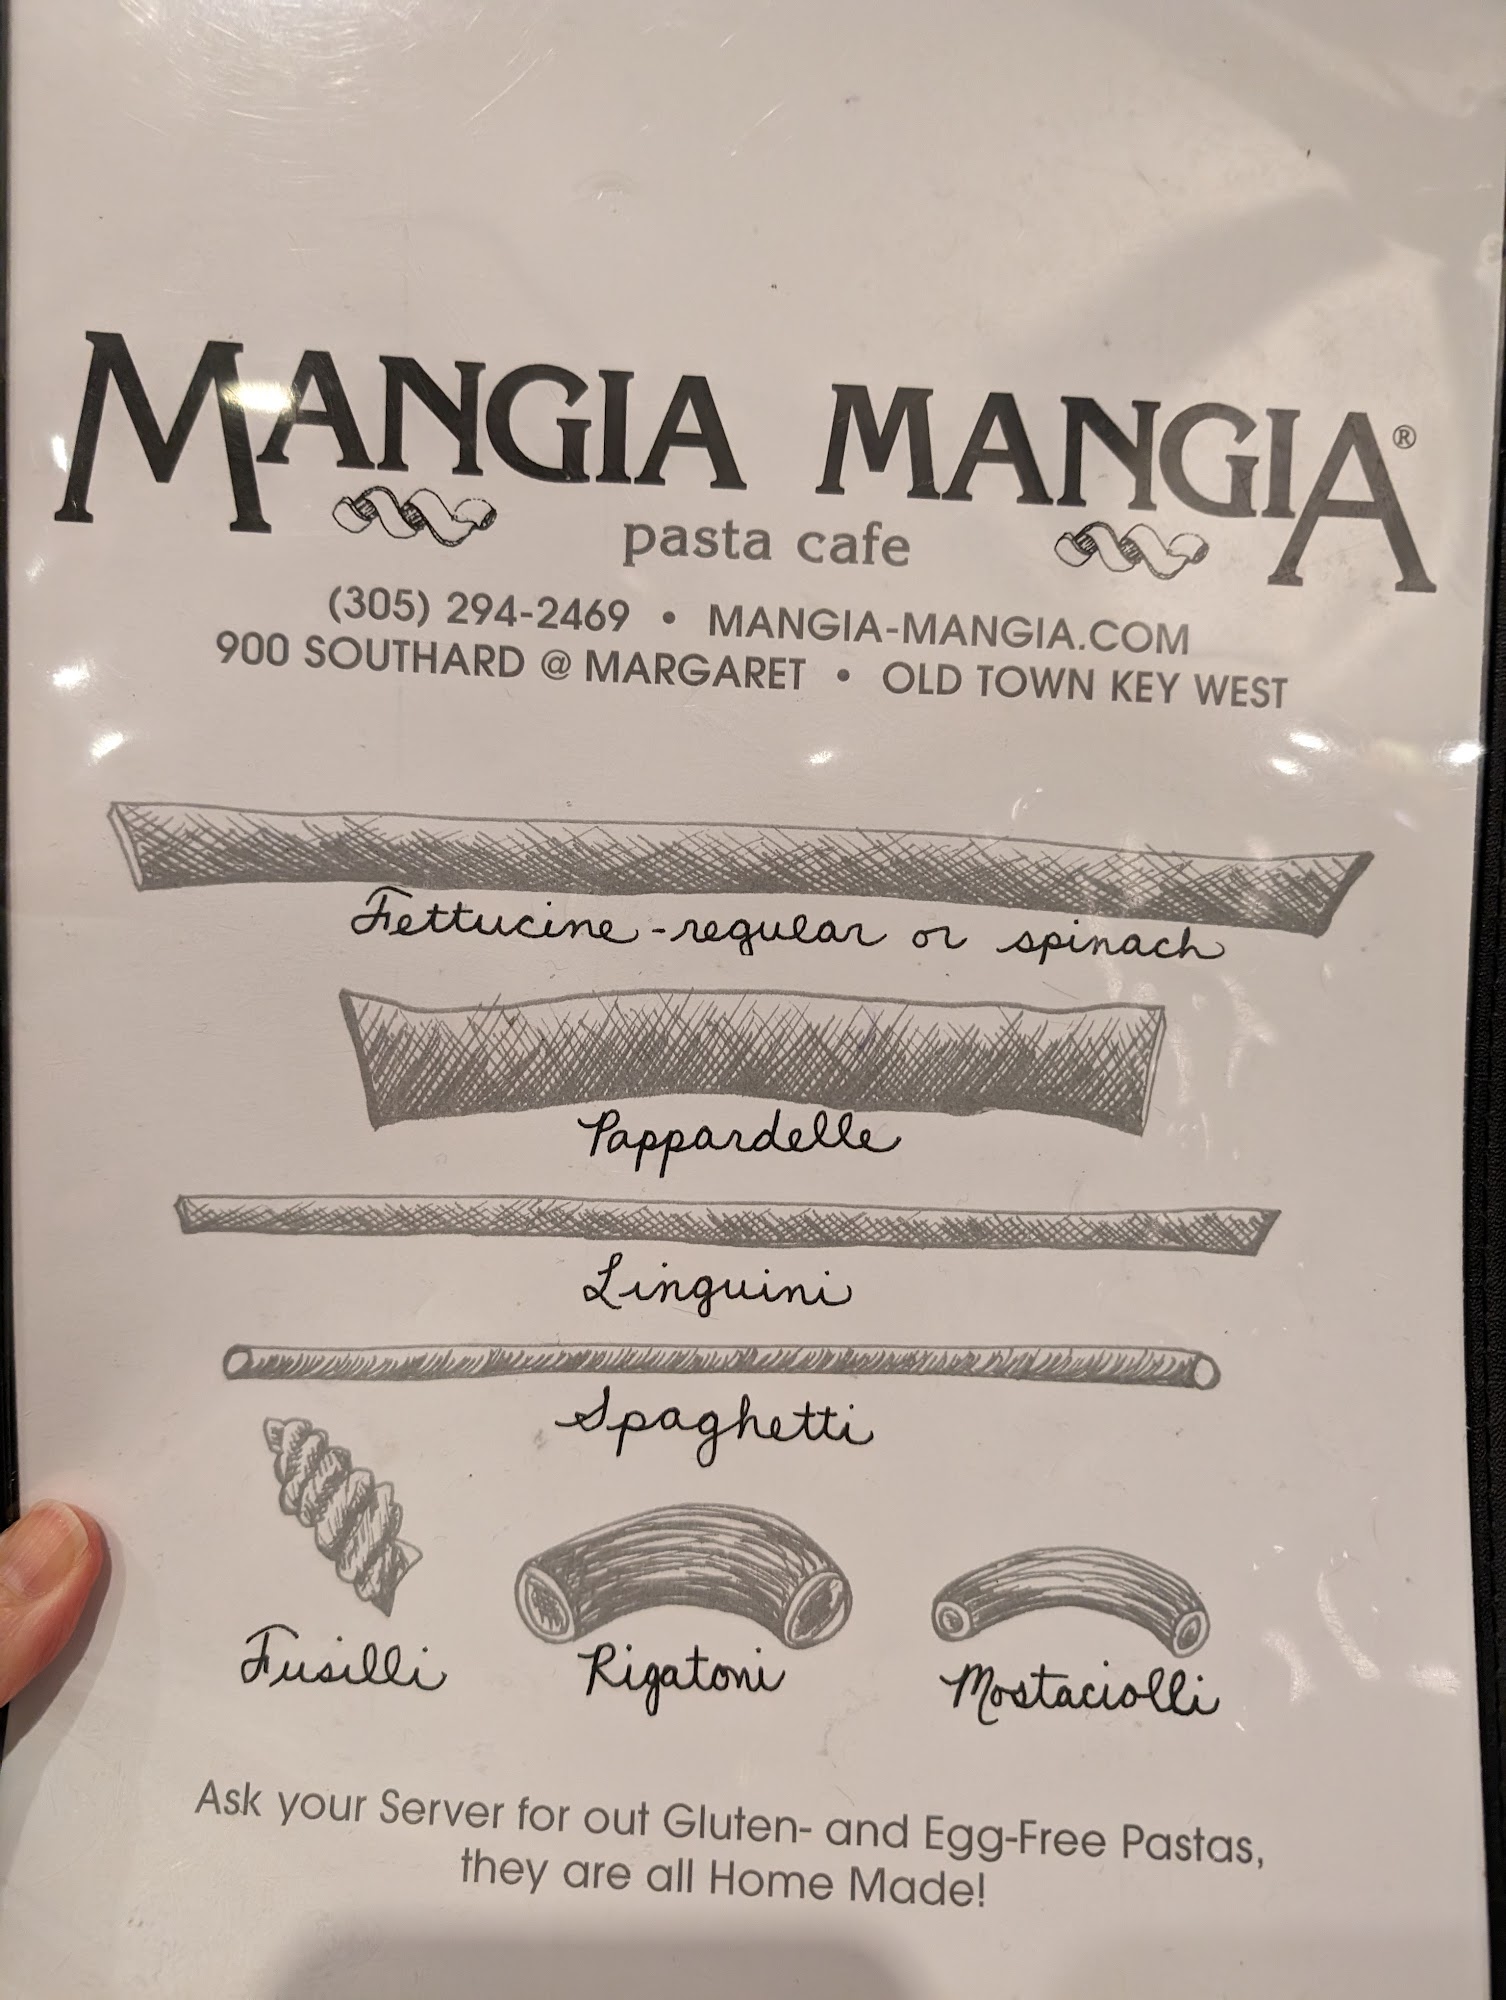 MANGIA MANGIA®
pasta cafe
(305) 294-2469 • MANGIA-MANGIA.COM
900 SOUTHARD @ MARGARET • OLD TOWN KEY WEST
Fettucine - regular or spinach
Pappardelle
Linguini
Spaghetti
Fusilli Rigatoni Mostaciolli
Ask your Server for out Gluten- and Egg-Free Pastas,
they are all Home Made!